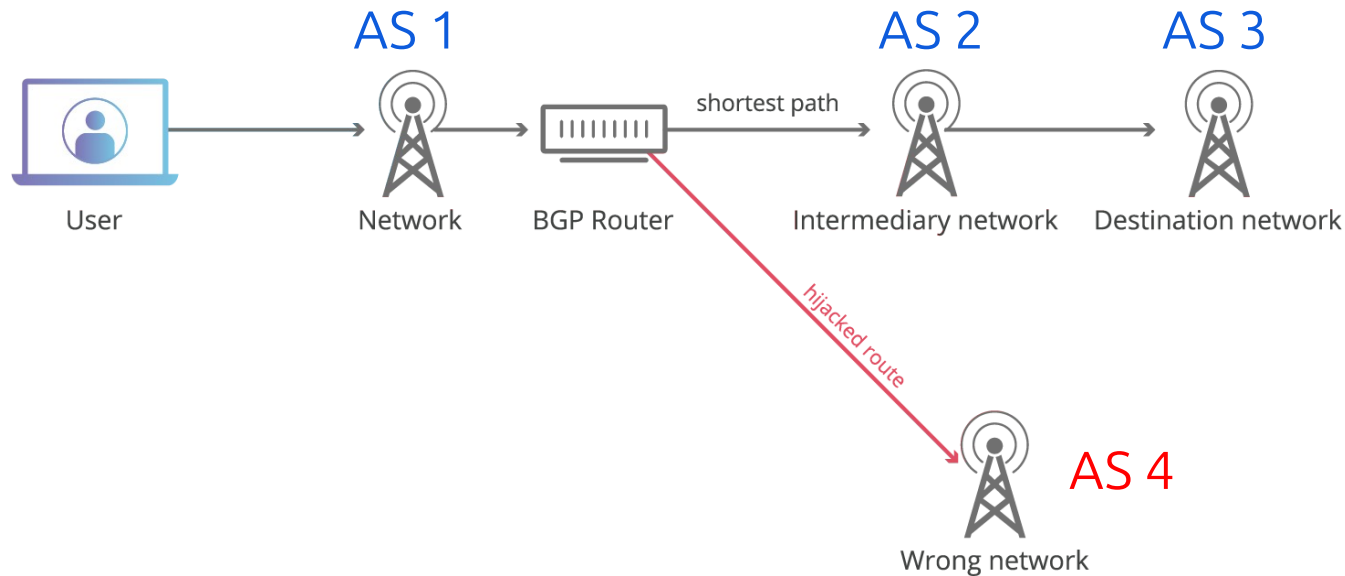 AS 1
AS 2
AS 3
shortest path
User
Network
BGP Router
Intermediary network
Destination network
hijacked route
AS 4
Wrong network